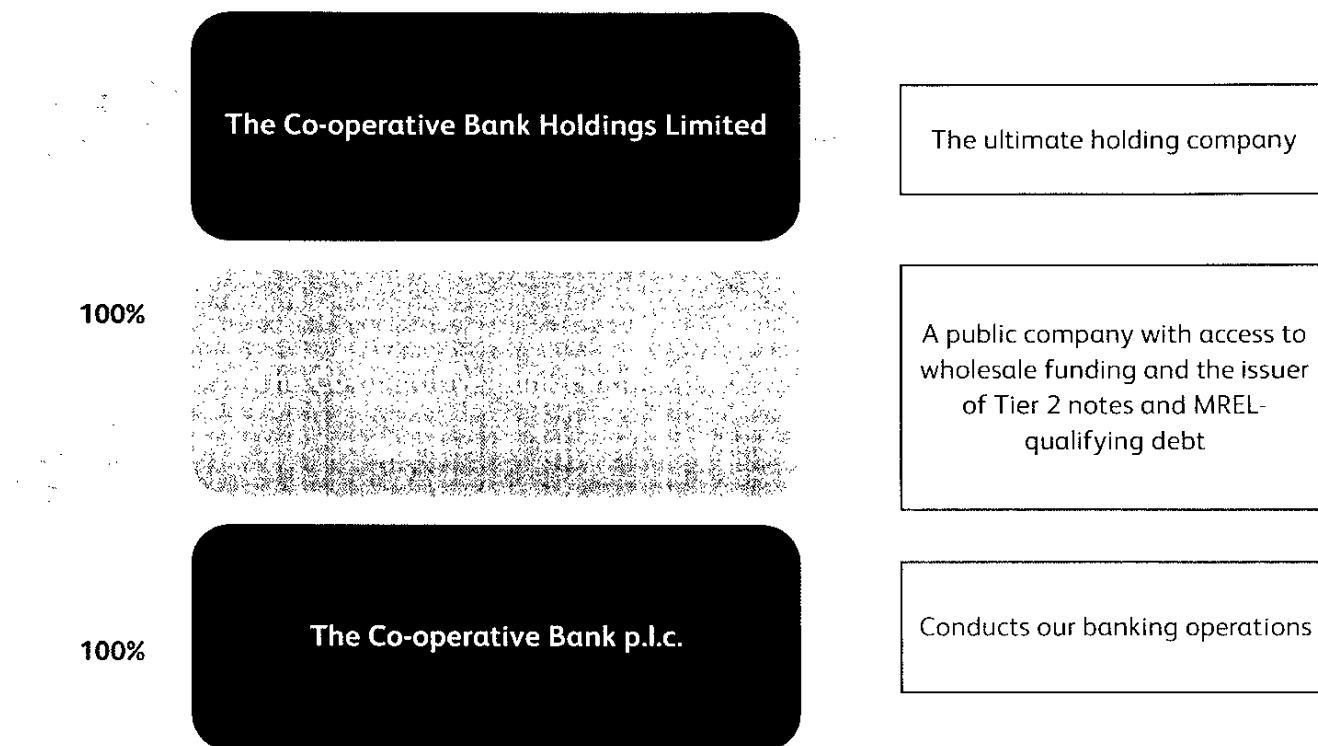 The Co-operative Bank Holdings Limited
The ultimate holding company
100%
A public company with access to
wholesale funding and the issuer
of Tier 2 notes and MREL-
qualifying debt
100%
The Co-operative Bank p.l.c.
Conducts our banking operations